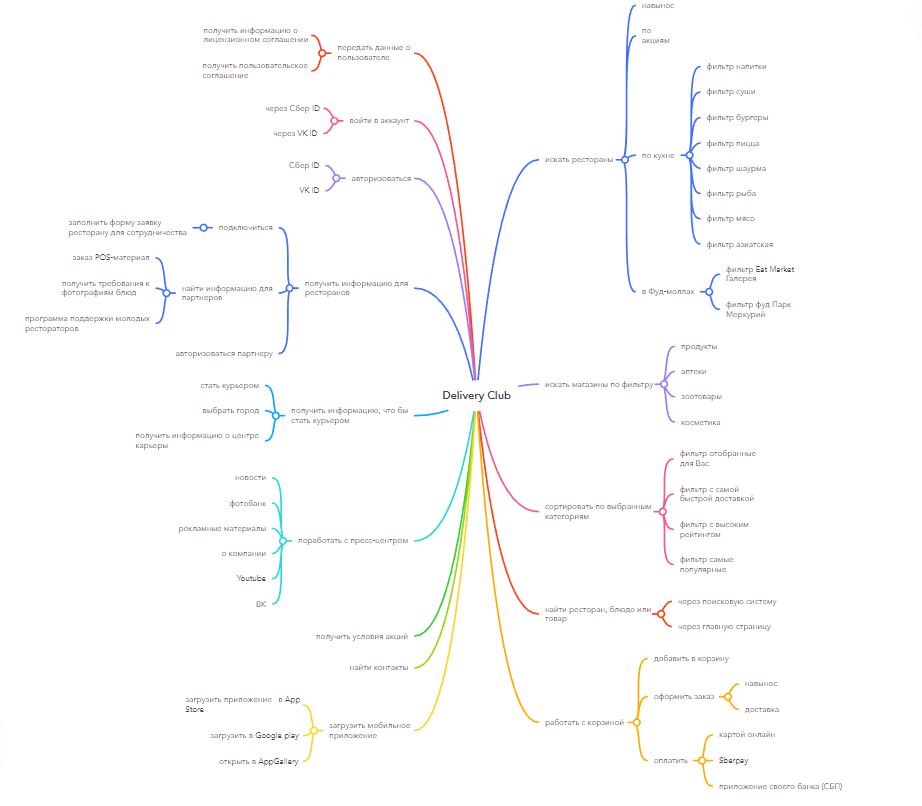 получить информацию о
лицензионном соглашении
получить пользовательское
соглашение
передать данные о
пользователе
через Сбер ID
через VK ID
войти в аккаунт
Сбер ID
VK ID
авторизоваться
заполнить форму заявку
ресторану для сотрудничества
подключиться
заказ POS-материал
получить требования к
фотографиям блюд
программа поддержки молодых
рестораторов
найти информацию для
партнеров
авторизоваться партнеру
получить информацию для
ресторанов
стать курьером
выбрать город
получить информацию о центре
карьеры
получить информацию, что бы
стать курьером
новости
фотобанк
рекламные материалы
о компании
Youtube
ВК
поработать с пресс-центром
получить условия акций
найти контакты
загрузить приложение в App
Store
загрузить в Google play
открыть в AppGallery
загрузить мобильное
приложение
Delivery Club
искать рестораны
навынос
по
акциям
по кухне
фильтр напитки
фильтр суши
фильтр бургеры
фильтр пицца
фильтр шаурма
фильтр рыба
фильтр мясо
фильтр азиатская
в Фуд-моллах
фильтр Eat Market
Галерея
фильтр фуд Парк
Меркурий
искать магазины по фильтру
продукты
аптеки
зоотовары
косметика
сортировать по выбранным
категориям
фильтр отобранные
для Вас
фильтр с самой
быстрой доставкой
фильтр с высоким
рейтингом
фильтр самые
популярные
найти ресторан, блюдо или
товар
через поисковую систему
через главную страницу
работать с корзиной
добавить в корзину
оформить заказ
навынос
доставка
оплатить
картой онлайн
Sberpay
приложение своего банка (СБП)